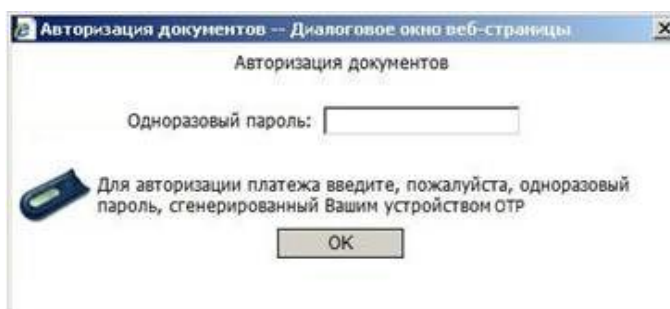 Авторизация документов -- Диалоговое окно веб-страницы
Авторизация документов
Одноразовый пароль:
Для авторизации платежа введите, пожалуйста, одноразовый
пароль, сгенерированный Вашим устройством OTP
OK